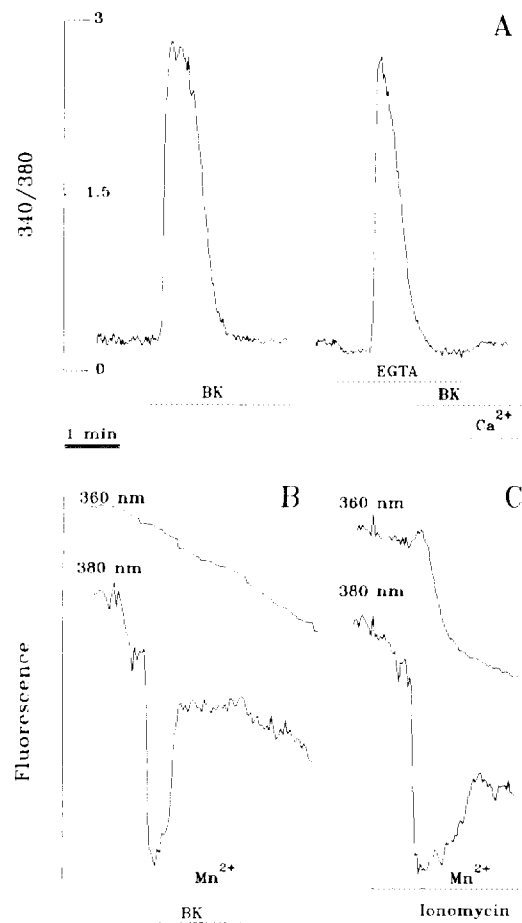 A
3
1.5
0
340/380
EGTA
BK
BK
Ca²⁺
1 min
B
C
360 nm
380 nm
360 nm
380 nm
Fluorescence
Mn²⁺
Mn²⁺
BK
Ionomycin